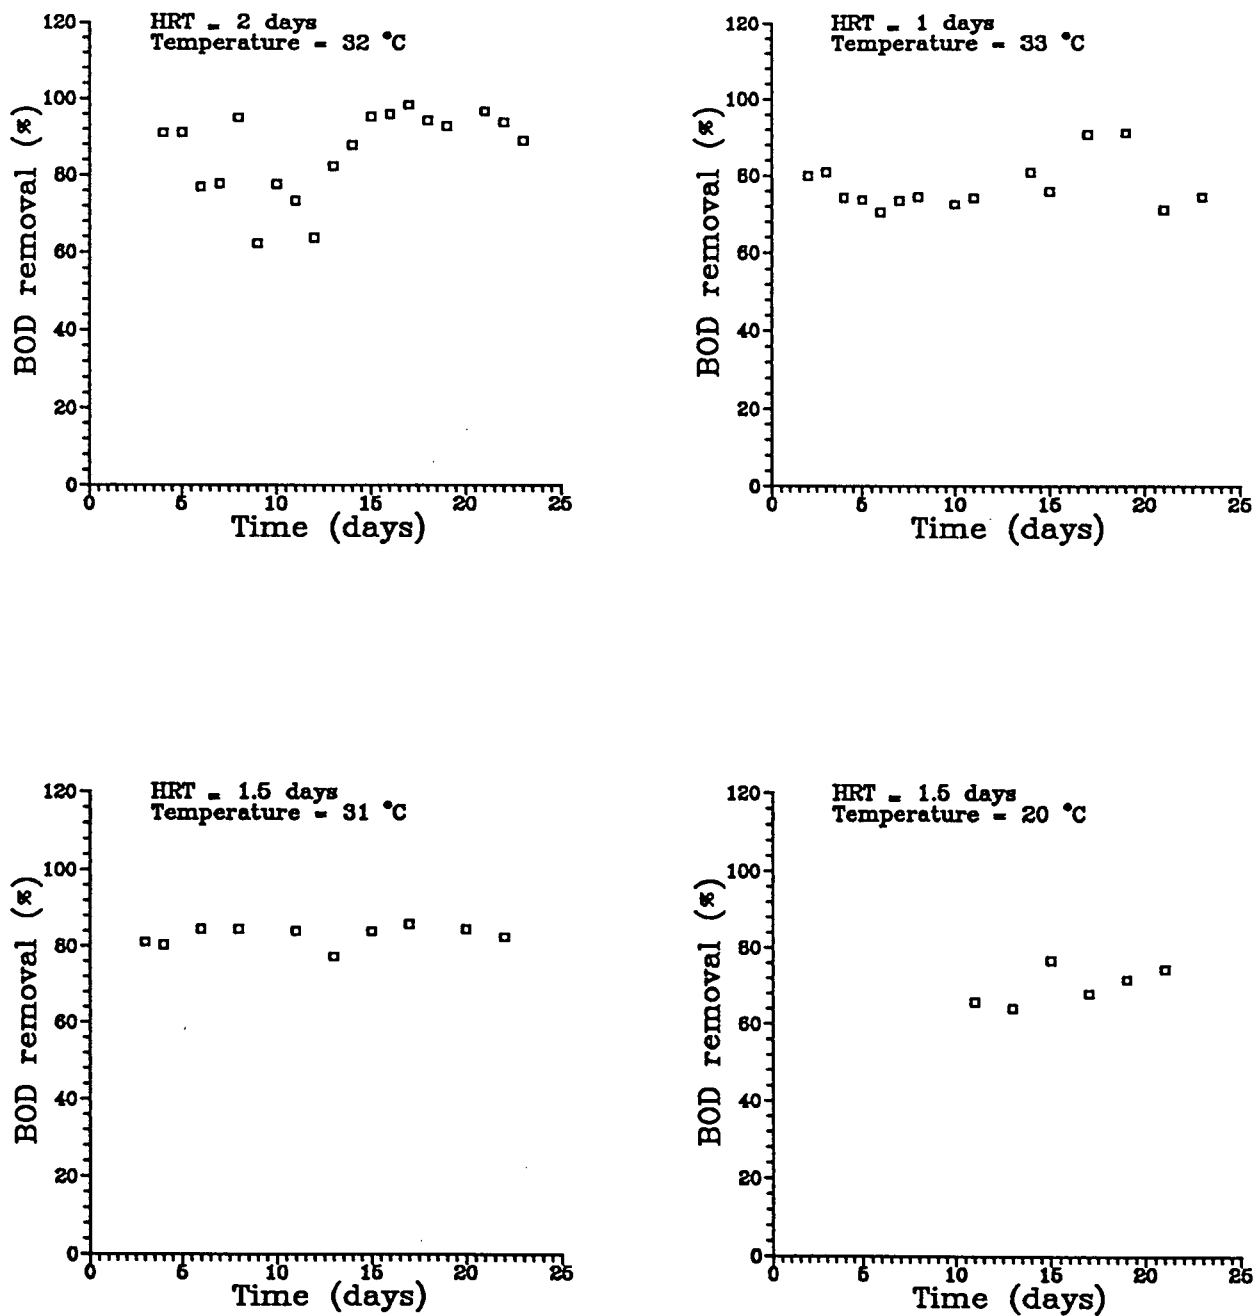 HRT = 2 days
Temperature = 32 °C
BOD removal (%)
120
100
80
60
40
20
0
0 5 10 15 20 25
Time (days)
HRT = 1 days
Temperature = 33 °C
BOD removal (%)
120
100
80
60
40
20
0
0 5 10 15 20 25
Time (days)
HRT = 1.5 days
Temperature = 31 °C
BOD removal (%)
120
100
80
60
40
20
0
0 5 10 15 20 25
Time (days)
HRT = 1.5 days
Temperature = 20 °C
BOD removal (%)
120
100
80
60
40
20
0
0 5 10 15 20 25
Time (days)